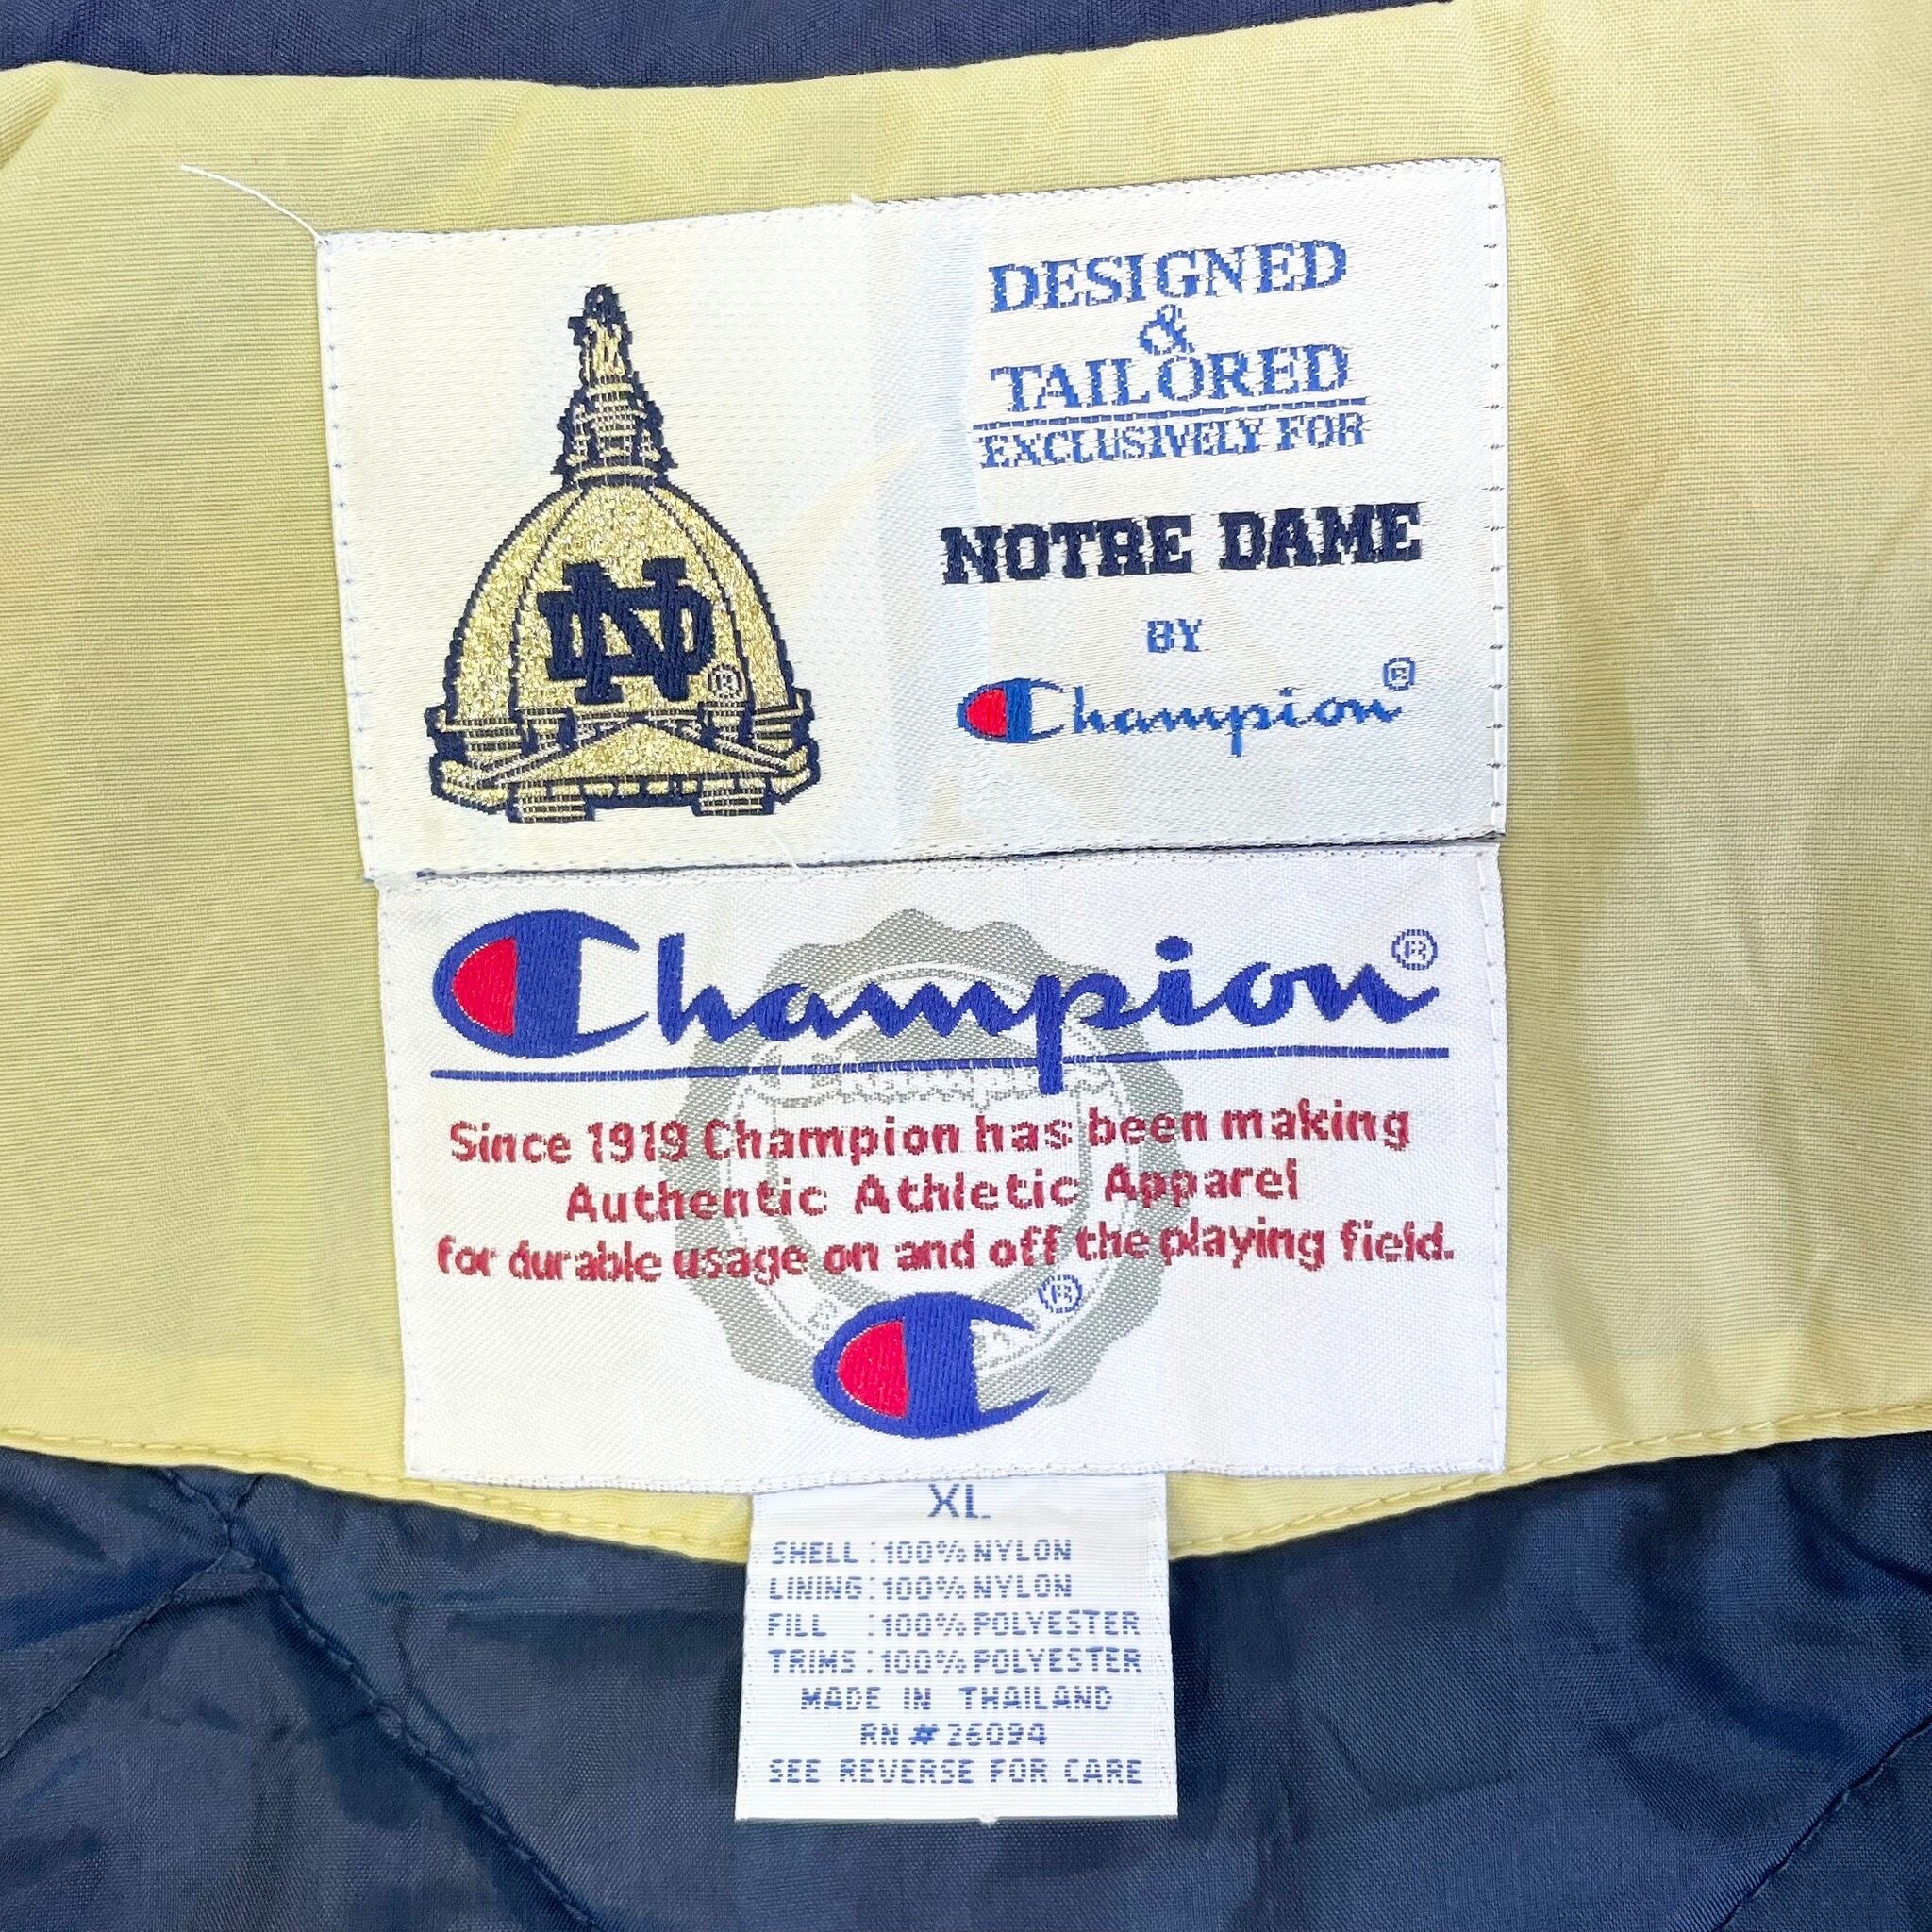 DESIGNED
&
TAILORED
EXCLUSIVELY FOR
NOTRE DAME
BY
Champion®
ND®
Champion®
Since 1919 Champion has been making
Authentic Athletic Apparel
for durable usage on and off the playing field.
®
XL
SHELL : 100% NYLON
LINING : 100% NYLON
FILL : 100% POLYESTER
TRIMS : 100% POLYESTER
MADE IN THAILAND
RN # 26094
SEE REVERSE FOR CARE